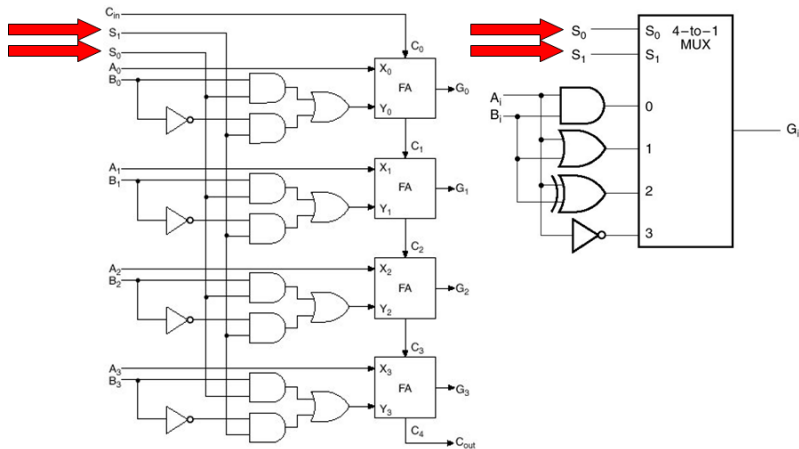 Cin
S1
S0
C0
A0
X0
B0
FA
G0
Y0
C1
A1
X1
B1
FA
G1
Y1
C2
A2
X2
B2
FA
G2
Y2
C3
A3
X3
B3
FA
G3
Y3
C4
Cout
S0
S0
4-to-1
MUX
S1
S1
Ai
Bi
0
1
2
3
Gi